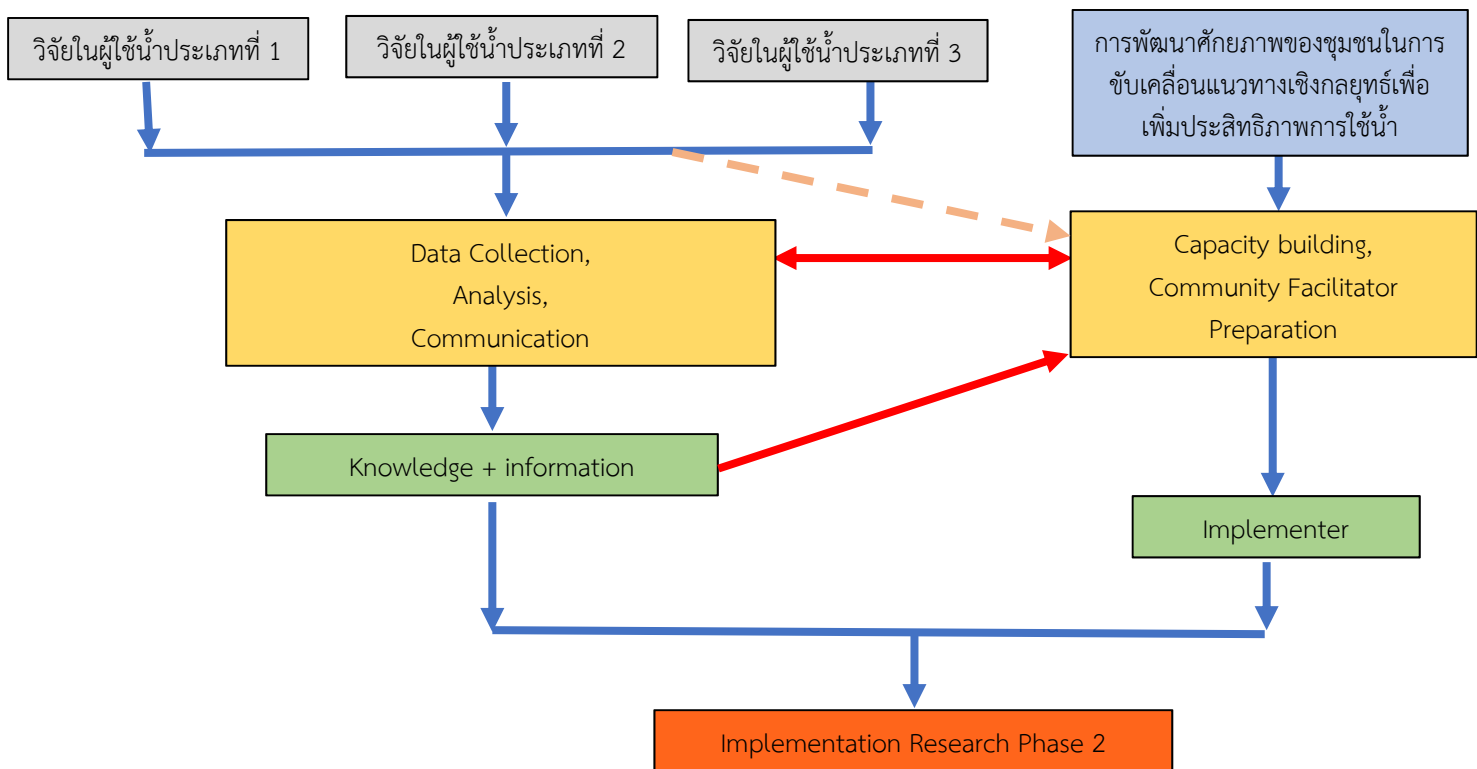 วิจัยในผู้ใช้น้ำประเภทที่ 1
วิจัยในผู้ใช้น้ำประเภทที่ 2
วิจัยในผู้ใช้น้ำประเภทที่ 3
การพัฒนาศักยภาพของชุมชนในการ
ขับเคลื่อนแนวทางเชิงกลยุทธ์เพื่อ
เพิ่มประสิทธิภาพการใช้น้ำ
Data Collection,
Analysis,
Communication
Capacity building,
Community Facilitator
Preparation
Knowledge + information
Implementer
Implementation Research Phase 2